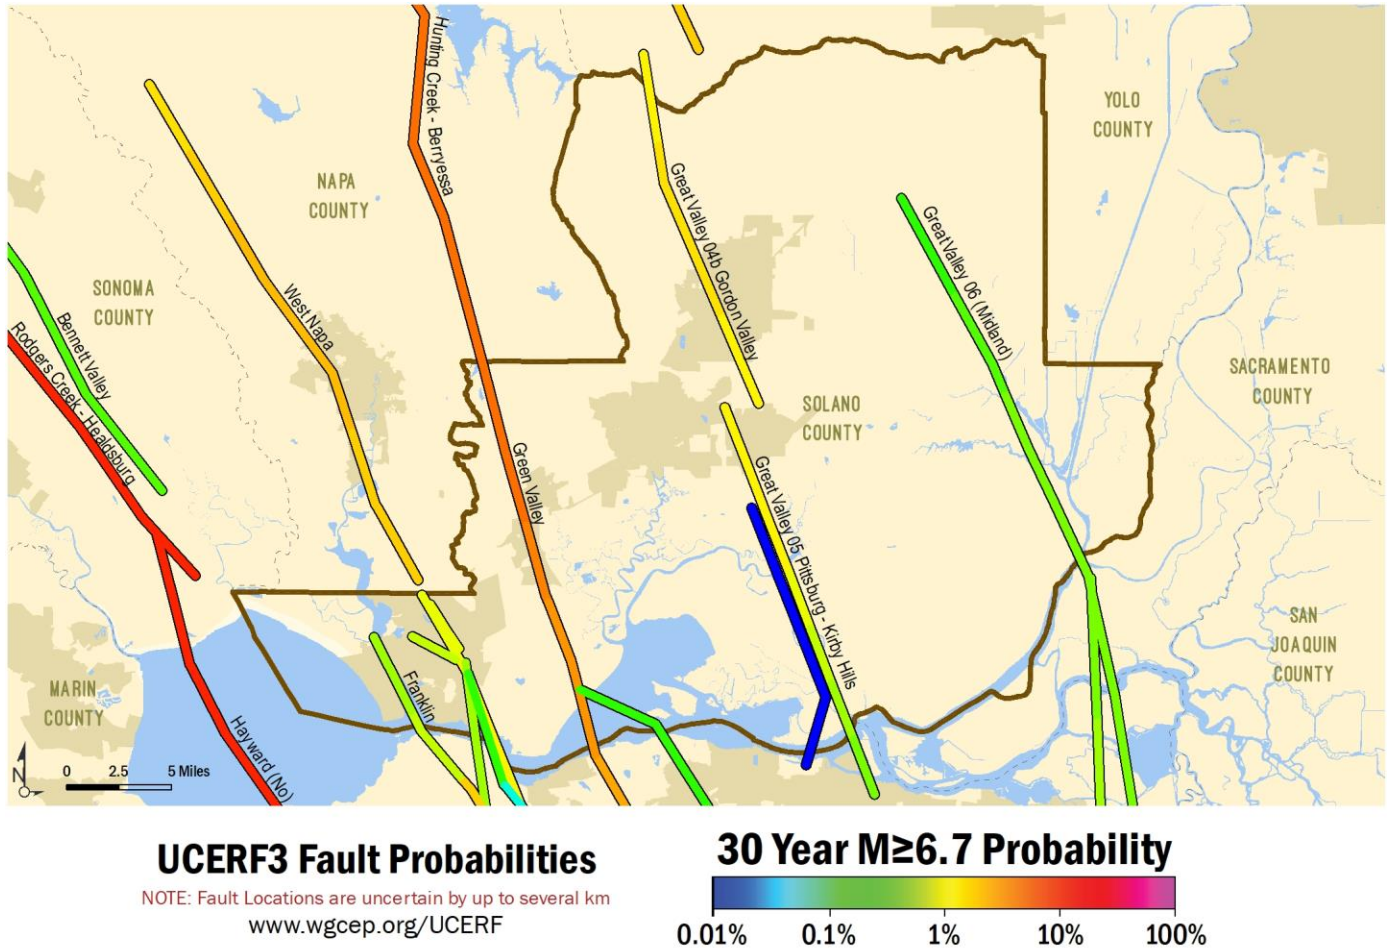 Hunting Creek - Berryessa
YOLO
COUNTY
NAPA
COUNTY
Great Valley 04b Gordon Valley
Great Valley 06 (Midland)
SONOMA
COUNTY
West Napa
Bennett Valley
Rodgers Creek - Healdsburg
SACRAMENTO
COUNTY
SOLANO
COUNTY
Green Valley
Great Valley 05 Pittsburg - Kirby Hills
SAN
JOAQUIN
COUNTY
MARIN
COUNTY
Franklin
Hayward (No)
N
0 2.5 5 Miles
UCERF3 Fault Probabilities
NOTE: Fault Locations are uncertain by up to several km
www.wgcep.org/UCERF
30 Year M≥6.7 Probability
0.01% 0.1% 1% 10% 100%